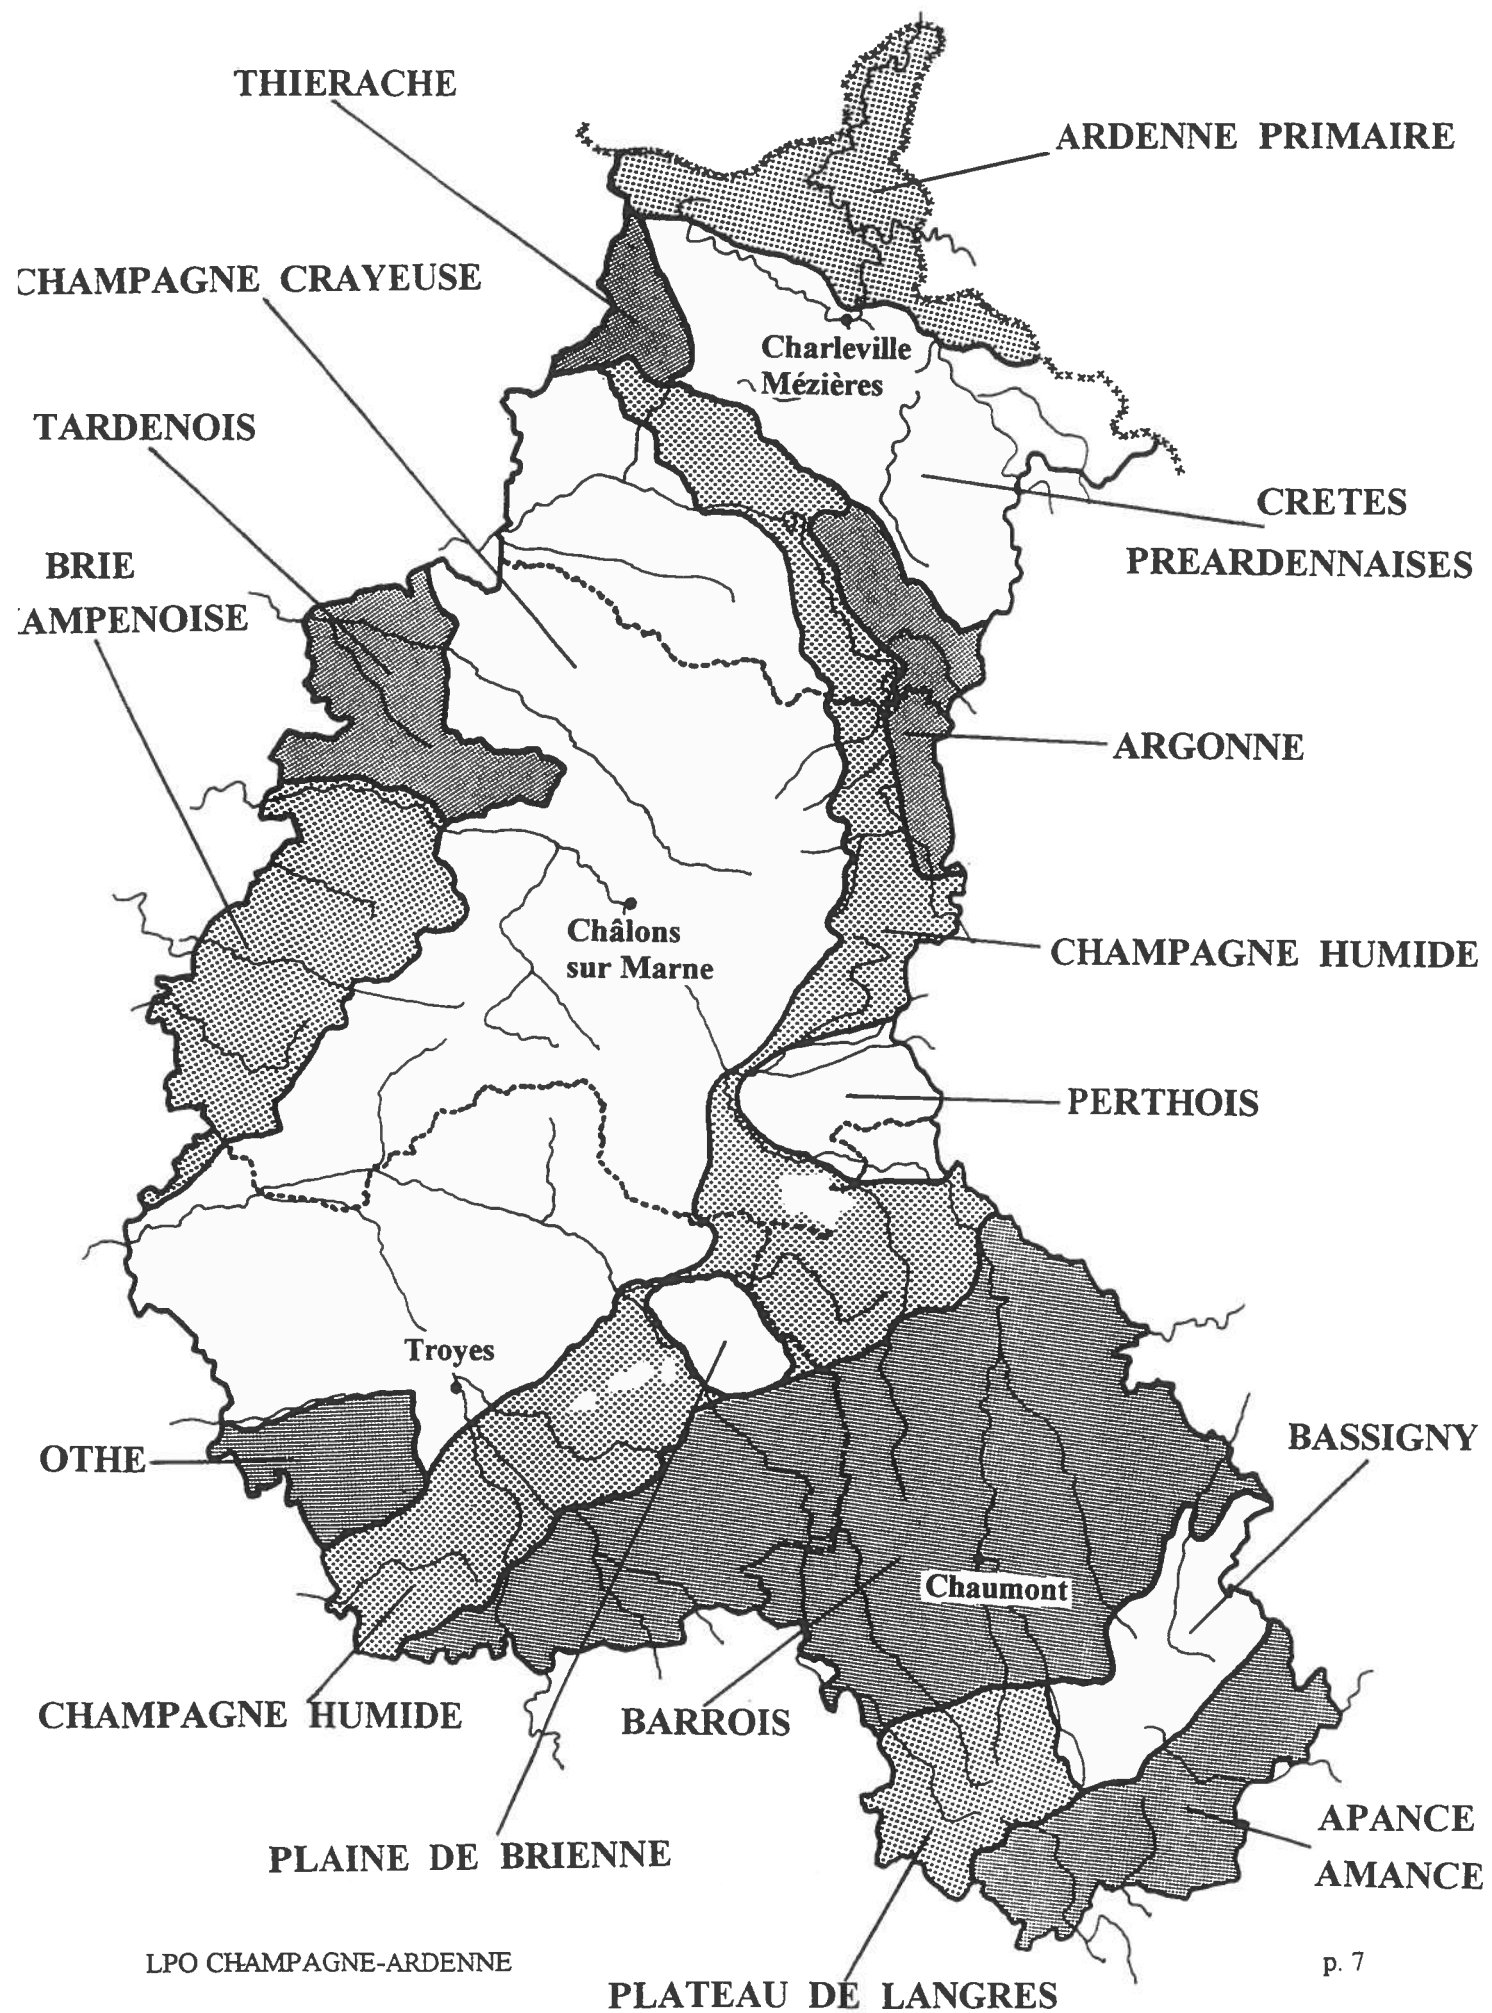 THIERACHE
ARDENNE PRIMAIRE
CHAMPAGNE CRAYEUSE
Charleville
Mézières
TARDENOIS
CRETES
PREARDENNAISES
BRIE
AMPENOISE
ARGONNE
Châlons
sur Marne
CHAMPAGNE HUMIDE
PERTHOIS
Troyes
OTHE
BASSIGNY
Chaumont
CHAMPAGNE HUMIDE
BARROIS
PLAINE DE BRIENNE
APANCE
AMANCE
LPO CHAMPAGNE-ARDENNE
p. 7
PLATEAU DE LANGRES